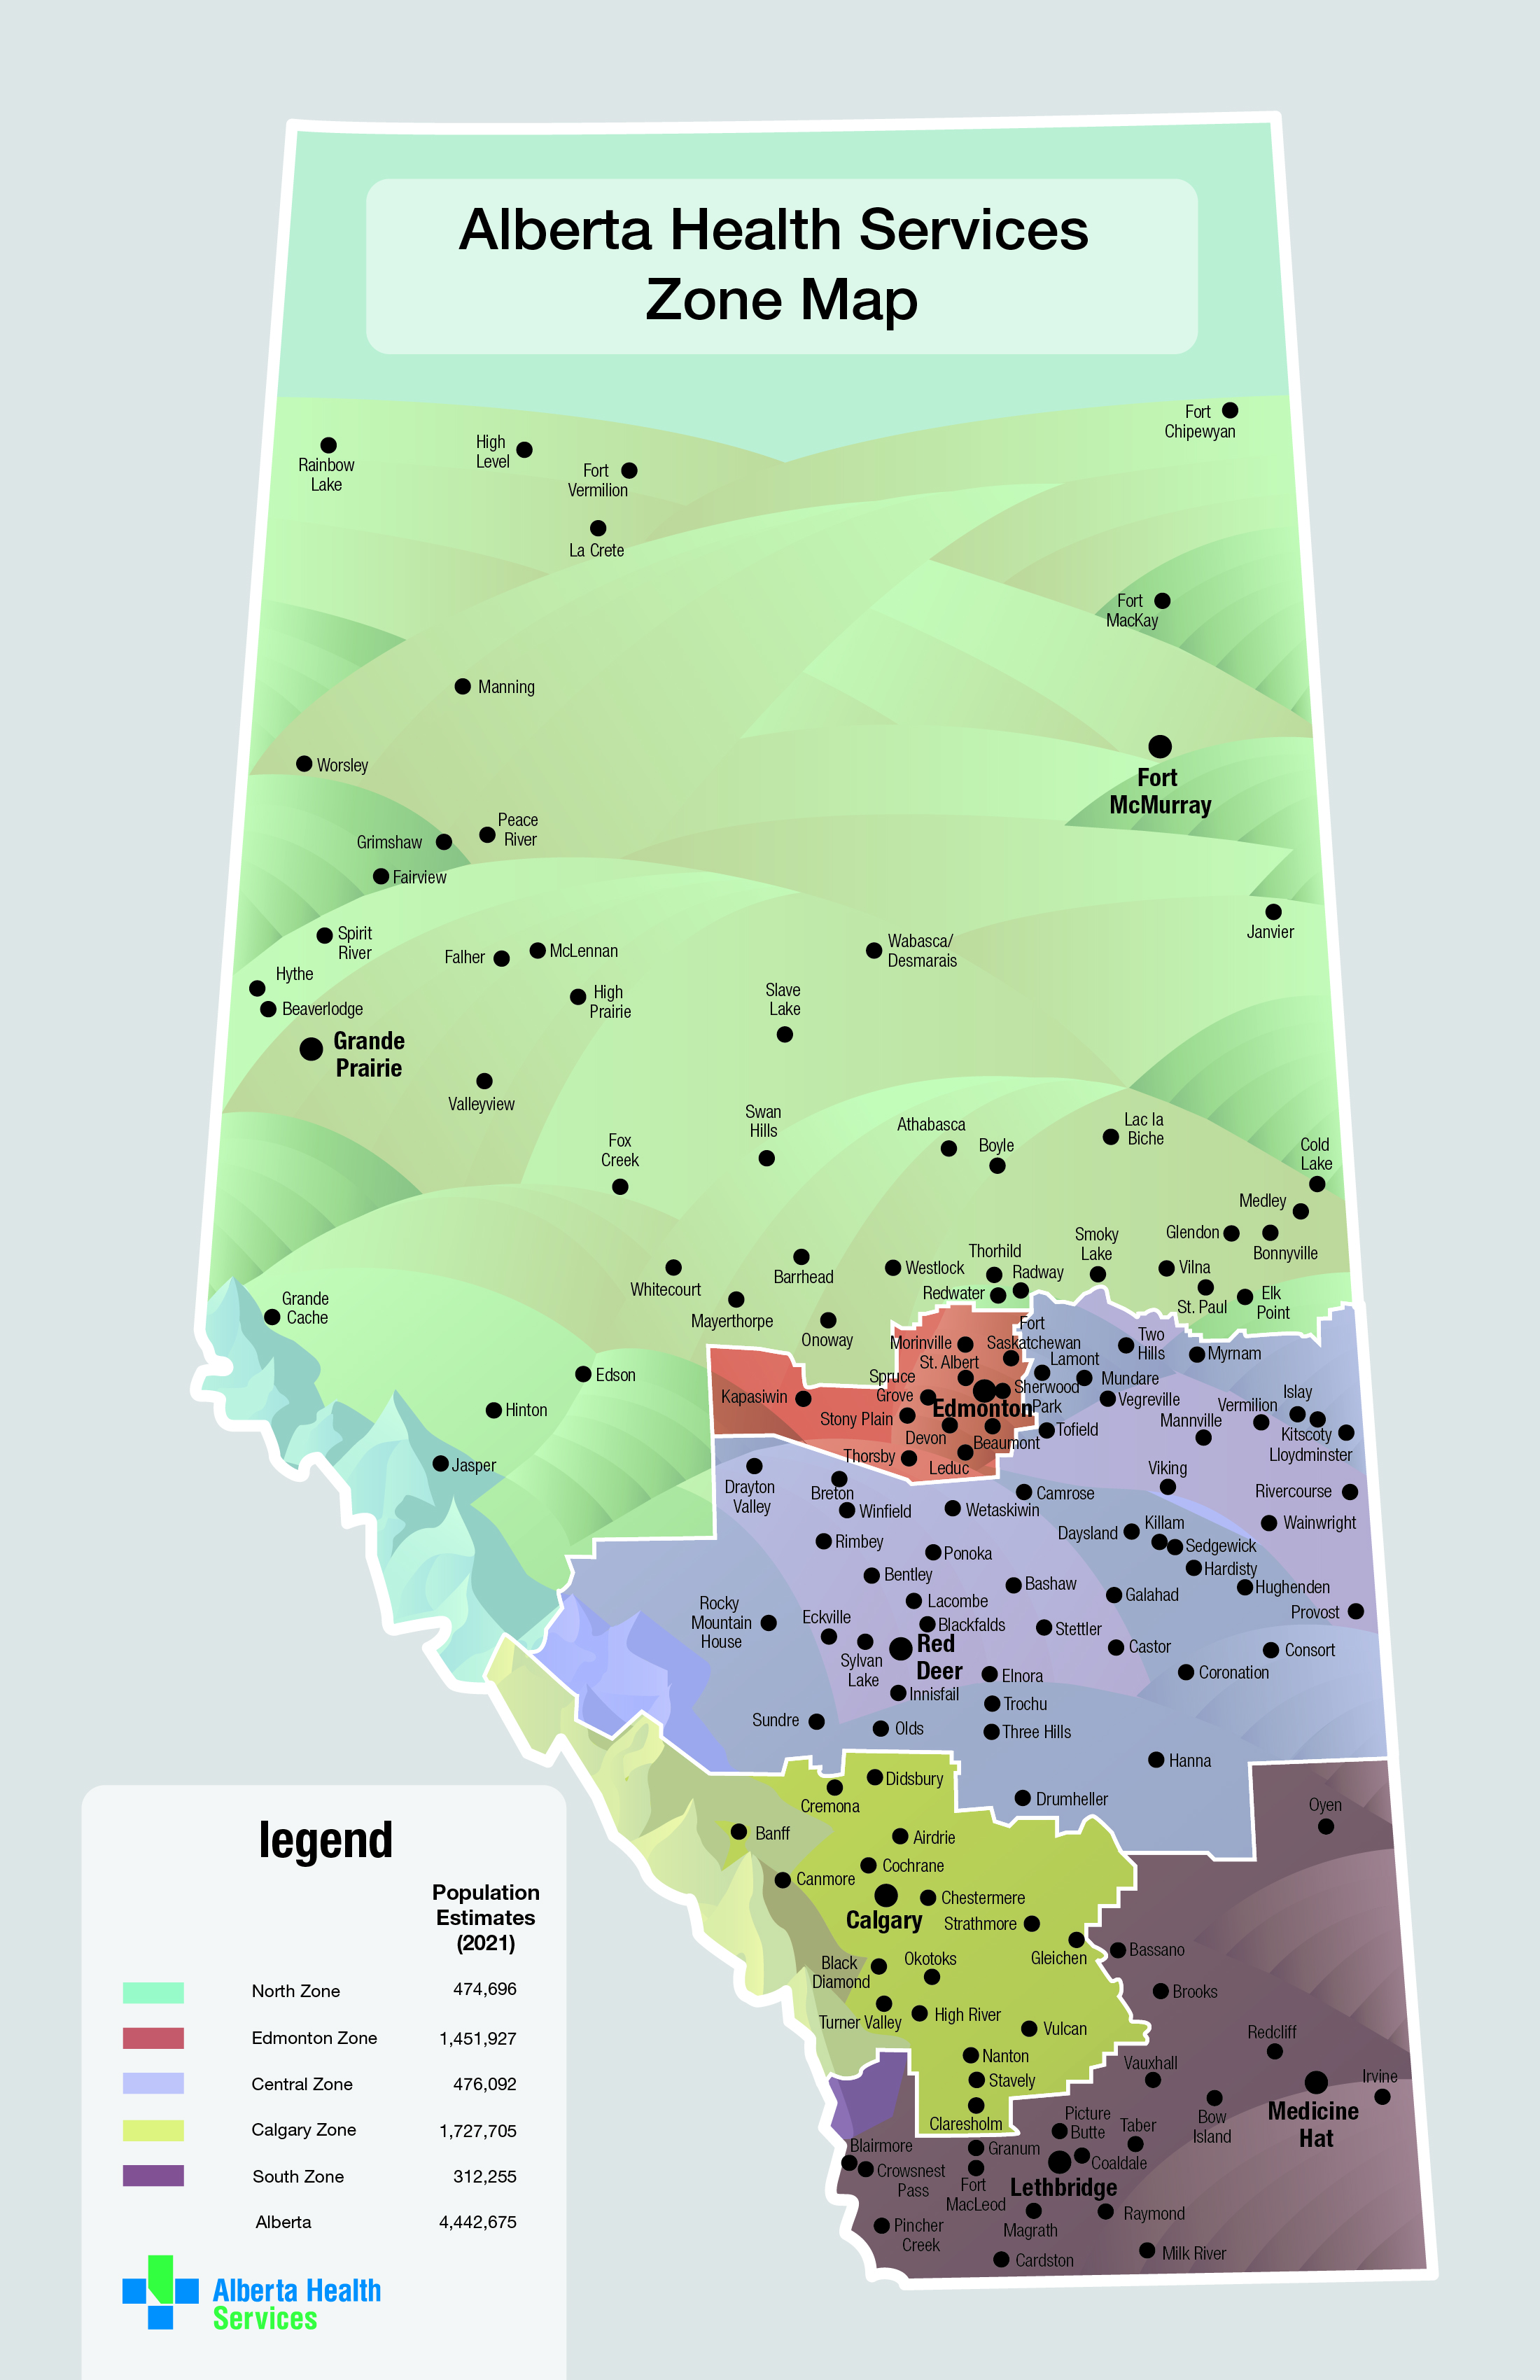 Alberta Health Services
Zone Map
Fort
Chipewyan
Rainbow
Lake
High
Level
Fort
Vermilion
La Crete
Fort
MacKay
Manning
Worsley
Fort
McMurray
Peace
River
Grimshaw
Fairview
Spirit
River
Janvier
Falher
McLennan
Wabasca/
Desmarais
Hythe
Beaverlodge
High
Prairie
Slave
Lake
Grande
Prairie
Valleyview
Swan
Hills
Fox
Creek
Athabasca
Boyle
Lac la
Biche
Cold
Lake
Medley
Glendon
Bonnyville
Smoky
Lake
Thorhild
Westlock
Radway
Redwater
Vilna
St. Paul
Elk
Point
Whitecourt
Barrhead
Mayerthorpe
Onoway
Grande
Cache
Edson
Hinton
Jasper
Morinville
Fort
Saskatchewan
St. Albert
Spruce
Grove
Kapasiwin
Stony Plain
Edmonton
Sherwood
Park
Devon
Beaumont
Thorsby
Leduc
Lamont
Two
Hills
Myrnam
Mundare
Vegreville
Tofield
Mannville
Vermilion
Islay
Kitscoty
Lloydminster
Viking
Rivercourse
Wainwright
Drayton
Valley
Breton
Winfield
Wetaskiwin
Camrose
Daysland
Killam
Sedgewick
Hardisty
Hughenden
Provost
Rimbey
Ponoka
Bentley
Bashaw
Galahad
Lacombe
Blackfalds
Stettler
Castor
Consort
Coronation
Rocky
Mountain
House
Eckville
Sylvan
Lake
Red
Deer
Elnora
Innisfail
Trochu
Three Hills
Sundre
Olds
Hanna
Drumheller
Didsbury
Cremona
Banff
Airdrie
Cochrane
Canmore
Calgary
Chestermere
Strathmore
Gleichen
Black
Diamond
Okotoks
Turner Valley
High River
Vulcan
Nanton
Stavely
Claresholm
Oyen
Bassano
Brooks
Redcliff
Vauxhall
Medicine
Hat
Irvine
Bow
Island
Picture
Butte
Taber
Granum
Coaldale
Lethbridge
Blairmore
Crowsnest
Pass
Fort
MacLeod
Magrath
Raymond
Pincher
Creek
Cardston
Milk River
legend
Population
Estimates
(2021)
North Zone 474,696
Edmonton Zone 1,451,927
Central Zone 476,092
Calgary Zone 1,727,705
South Zone 312,255
Alberta 4,442,675
Alberta Health
Services